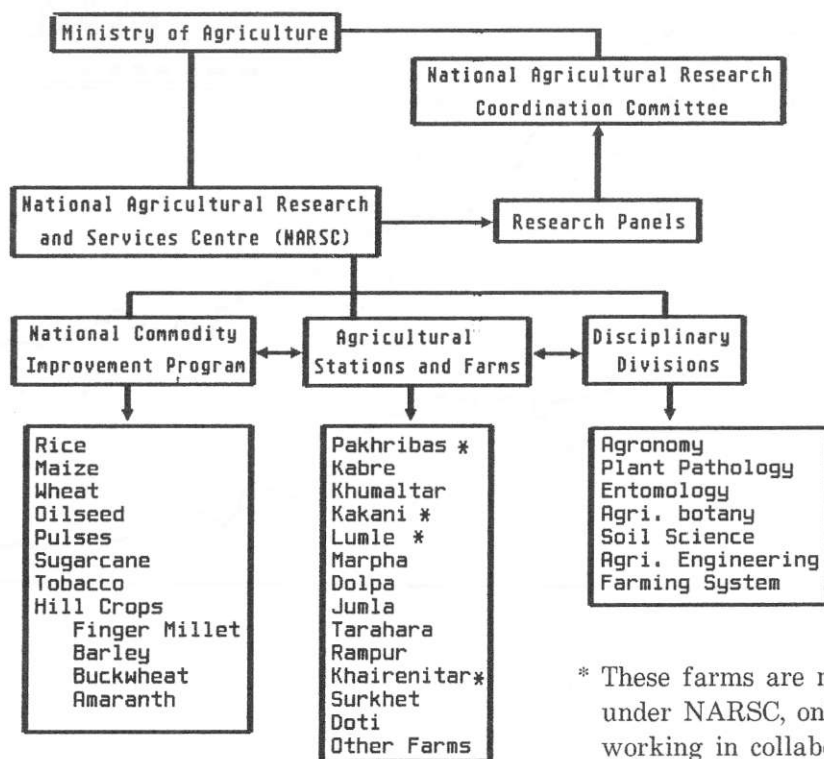 Ministry of Agriculture
National Agricultural Research
Coordination Committee
National Agricultural Research
and Services Centre (NARSC)
Research Panels
National Commodity
Improvement Program
Agricultural
Stations and Farms
Disciplinary
Divisions
Rice
Maize
Wheat
Oilseed
Pulses
Sugarcane
Tobacco
Hill Crops
Finger Millet
Barley
Buckwheat
Amaranth
Pakhribas *
Kabre
Khumaltar
Kakani *
Lumle *
Marpha
Dolpa
Jumla
Tarahara
Rampur
Khairenitar*
Surkhet
Doti
Other Farms
Agronomy
Plant Pathology
Entomology
Agri. botany
Soil Science
Agri. Engineering
Farming System
* These farms are
under NARSC,
working in